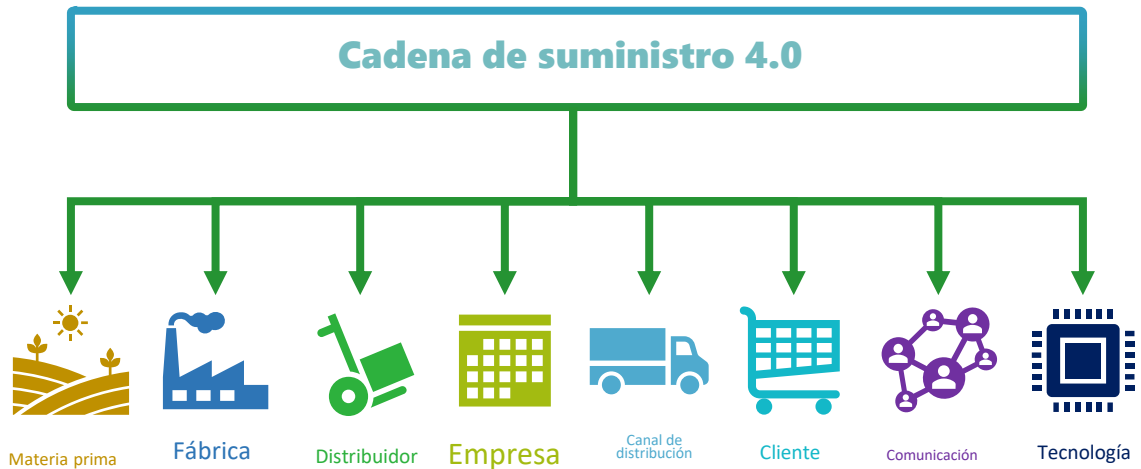 Cadena de suministro 4.0
Materia prima
Fábrica
Distribuidor
Empresa
Canal de
distribución
Cliente
Comunicación
Tecnología